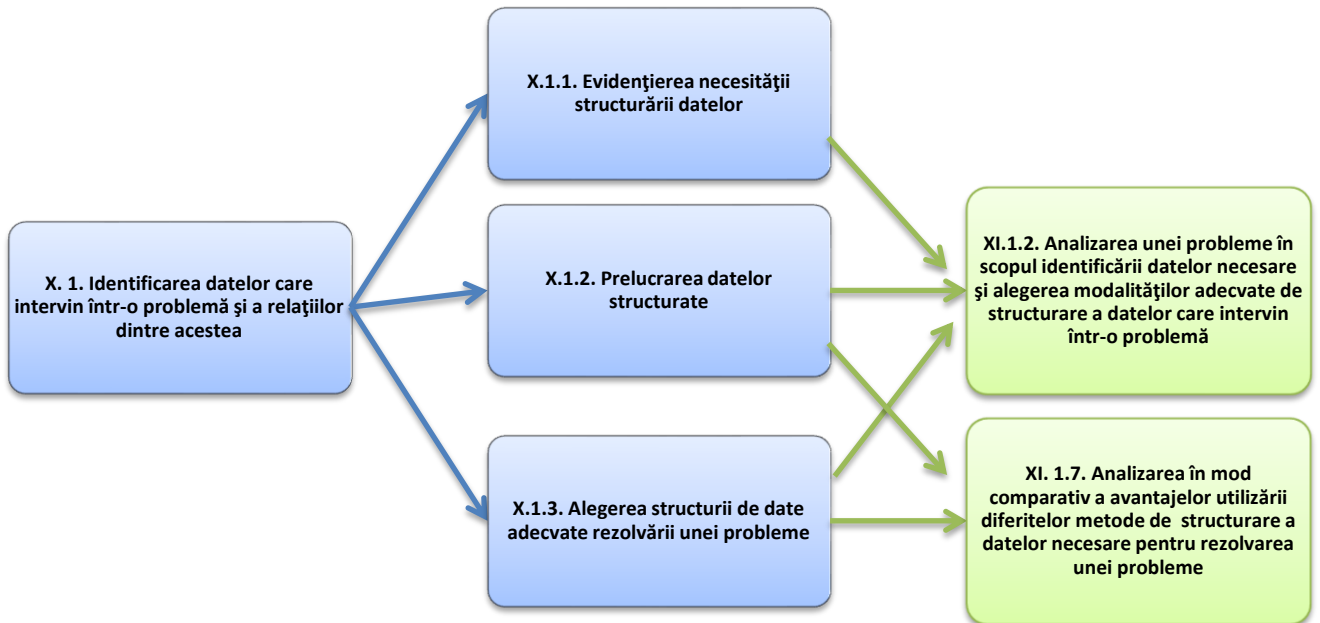 X. 1. Identificarea datelor care
intervin într-o problemă şi a relaţiilor
dintre acestea
X.1.1. Evidenţierea necesităţii
structurării datelor
X.1.2. Prelucrarea datelor
structurate
X.1.3. Alegerea structurii de date
adecvate rezolvării unei probleme
XI.1.2. Analizarea unei probleme în
scopul identificării datelor necesare
şi alegerea modalităţilor adecvate de
structurare a datelor care intervin
într-o problemă
XI. 1.7. Analizarea în mod
comparativ a avantajelor utilizării
diferitelor metode de structurare a
datelor necesare pentru rezolvarea
unei probleme